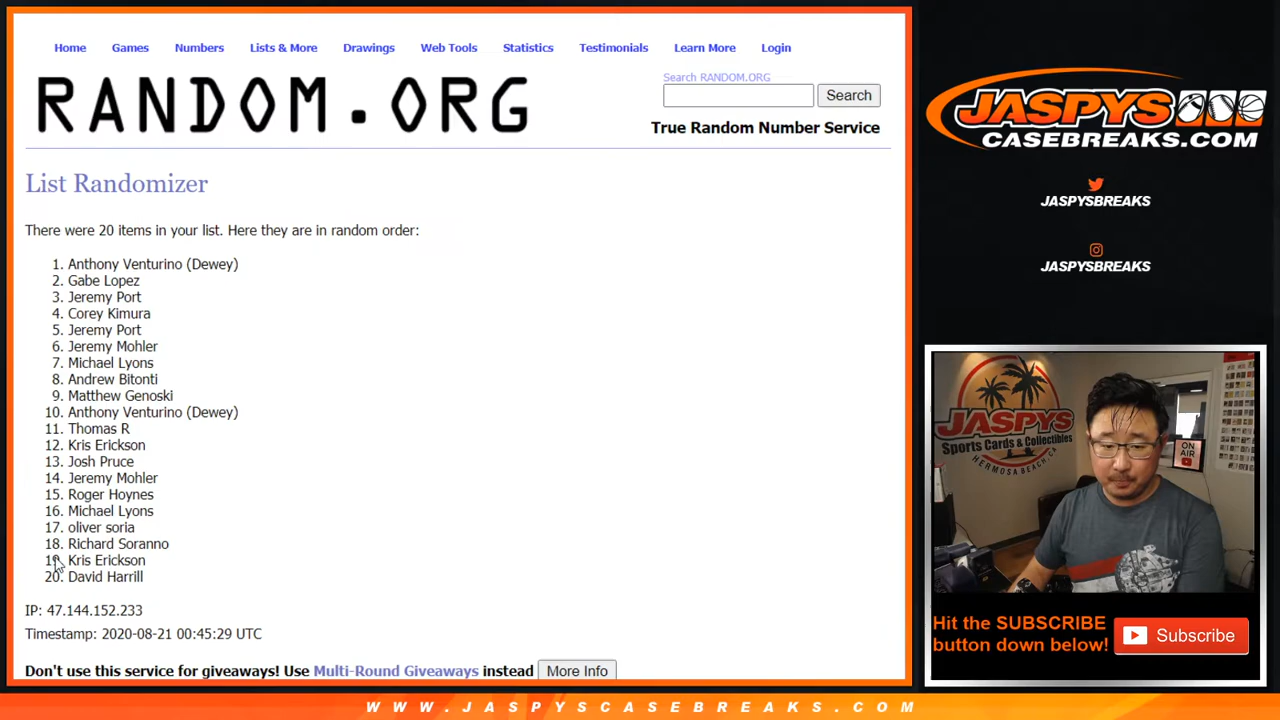 Home Games Numbers Lists & More Drawings Web Tools Statistics Testimonials Learn More Login
RANDOM.ORG
Search RANDOM.ORG
Search
True Random Number Service
List Randomizer
There were 20 items in your list. Here they are in random order:
1. Anthony Venturino (Dewey)
2. Gabe Lopez
3. Jeremy Port
4. Corey Kimura
5. Jeremy Port
6. Jeremy Mohler
7. Michael Lyons
8. Andrew Bitonti
9. Matthew Genoski
10. Anthony Venturino (Dewey)
11. Thomas R
12. Kris Erickson
13. Josh Pruce
14. Jeremy Mohler
15. Roger Hoynes
16. Michael Lyons
17. oliver soria
18. Richard Soranno
19. Kris Erickson
20. David Harrill
IP: 47.144.152.233
Timestamp: 2020-08-21 00:45:29 UTC
Don't use this service for giveaways! Use Multi-Round Giveaways instead More Info
JASPYS
CASEBREAKS.COM
JASPYSBREAKS
JASPYSBREAKS
JASPYS
Sports Cards & Collectibles
HERMOSA BEACH, CA
ON
AIR
Hit the SUBSCRIBE
button down below!
Subscribe
WWW.JASPYSCASEBREAKS.COM